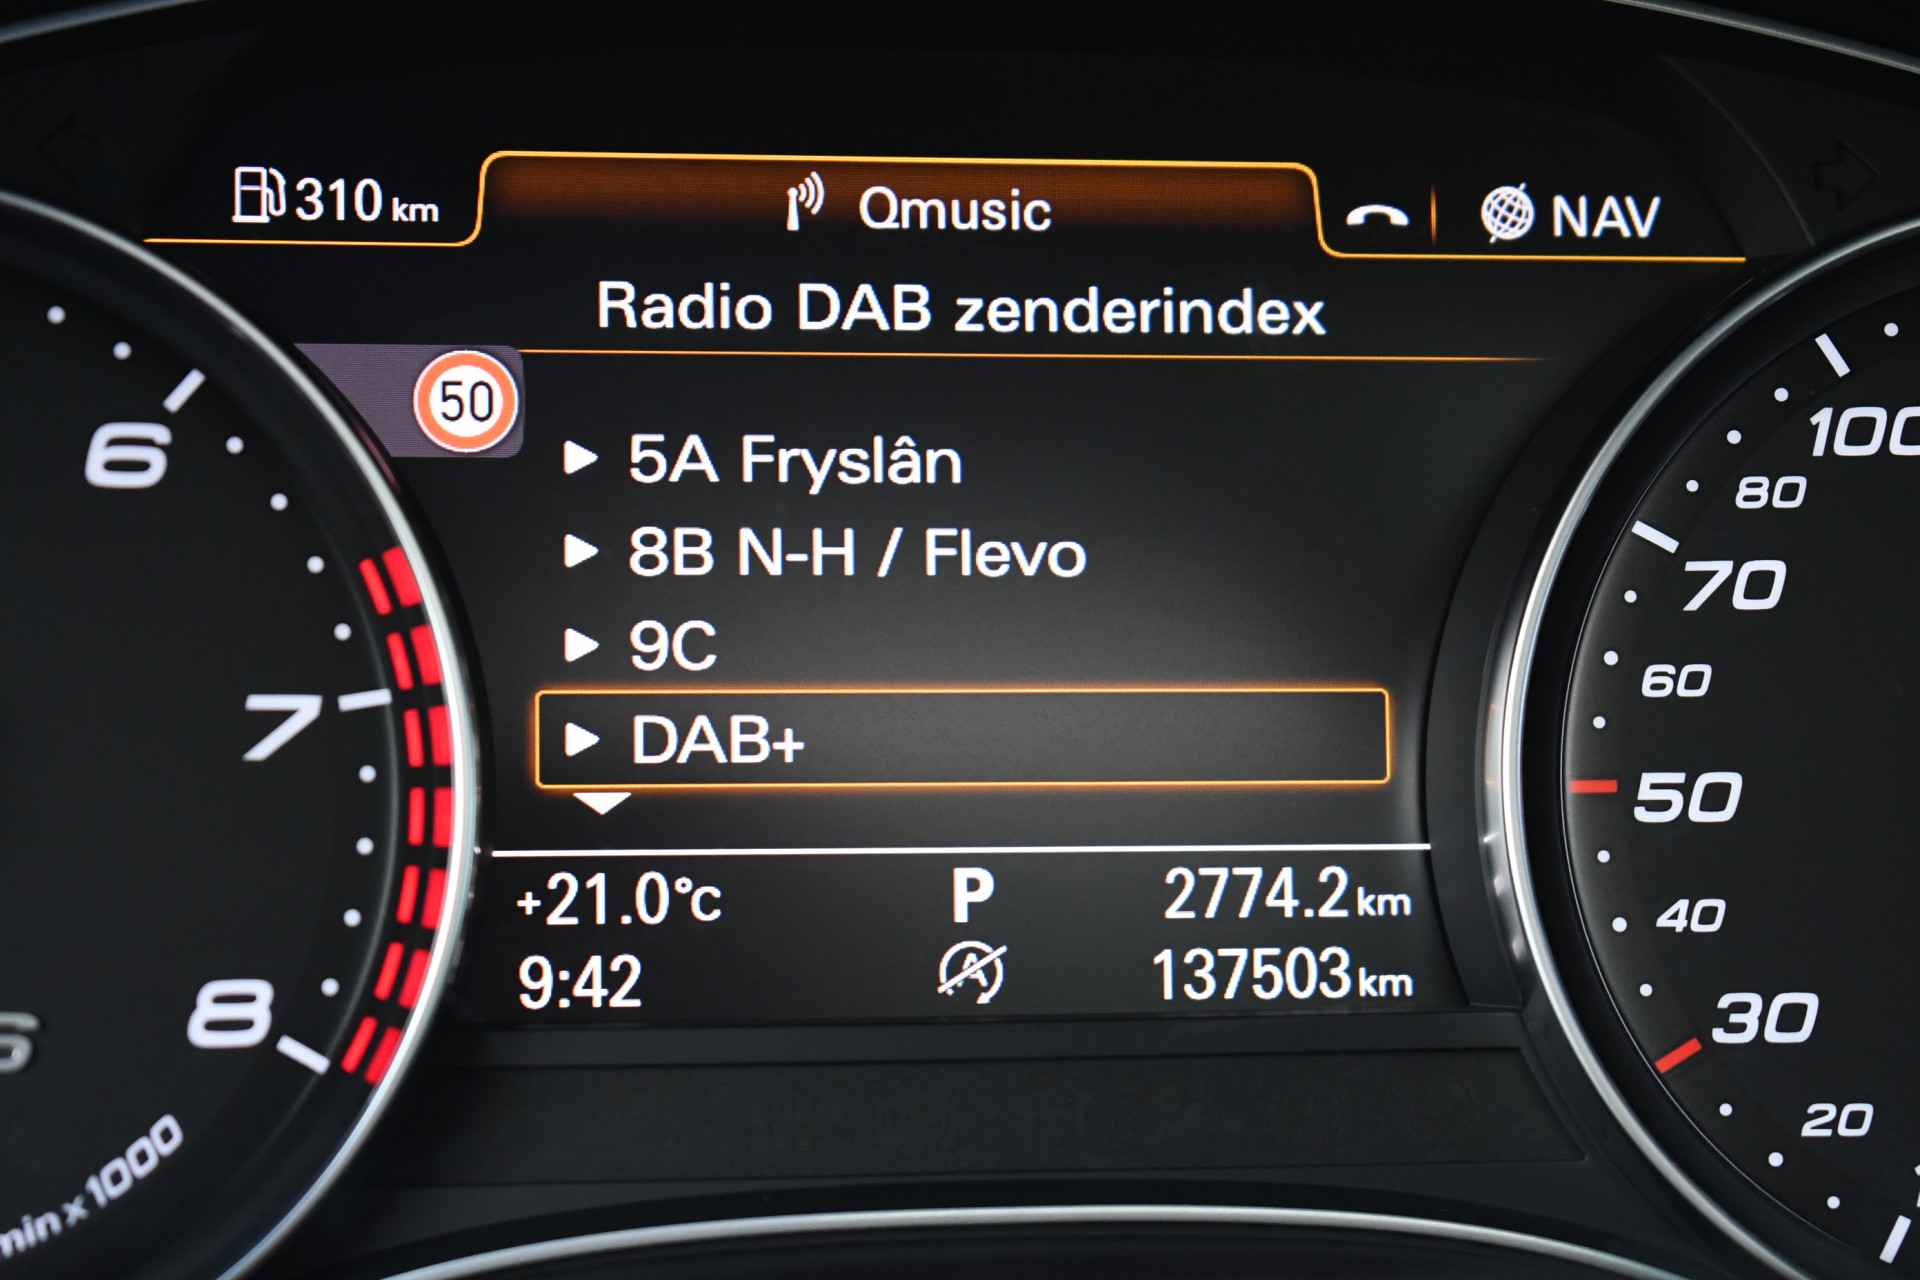 310 km
Qmusic
NAV
Radio DAB zenderindex
50
5A Fryslân
8B N-H / Flevo
9C
DAB+
+21.0°C
P
2774.2 km
9:42
A
137503 km
6
7
8
min x 1000
100
80
70
60
50
40
30
20